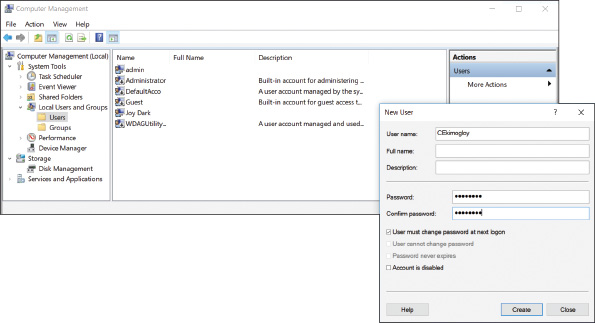 Computer Management
File Action View Help
Computer Management (Local)
System Tools
Task Scheduler
Event Viewer
Shared Folders
Local Users and Groups
Users
Groups
Performance
Device Manager
Storage
Disk Management
Services and Applications
Name Full Name Description
admin
Administrator Built-in account for administering ...
DefaultAcco A user account managed by the sy...
Guest Built-in account for guest access t...
Joy Dark
WDAGUtility... A user account managed and used...
Actions
Users
More Actions
New User ?
User name: CEkimogloy
Full name:
Description:
Password: ••••••••
Confirm password: ••••••••
User must change password at next logon
User cannot change password
Password never expires
Account is disabled
Help Create Close